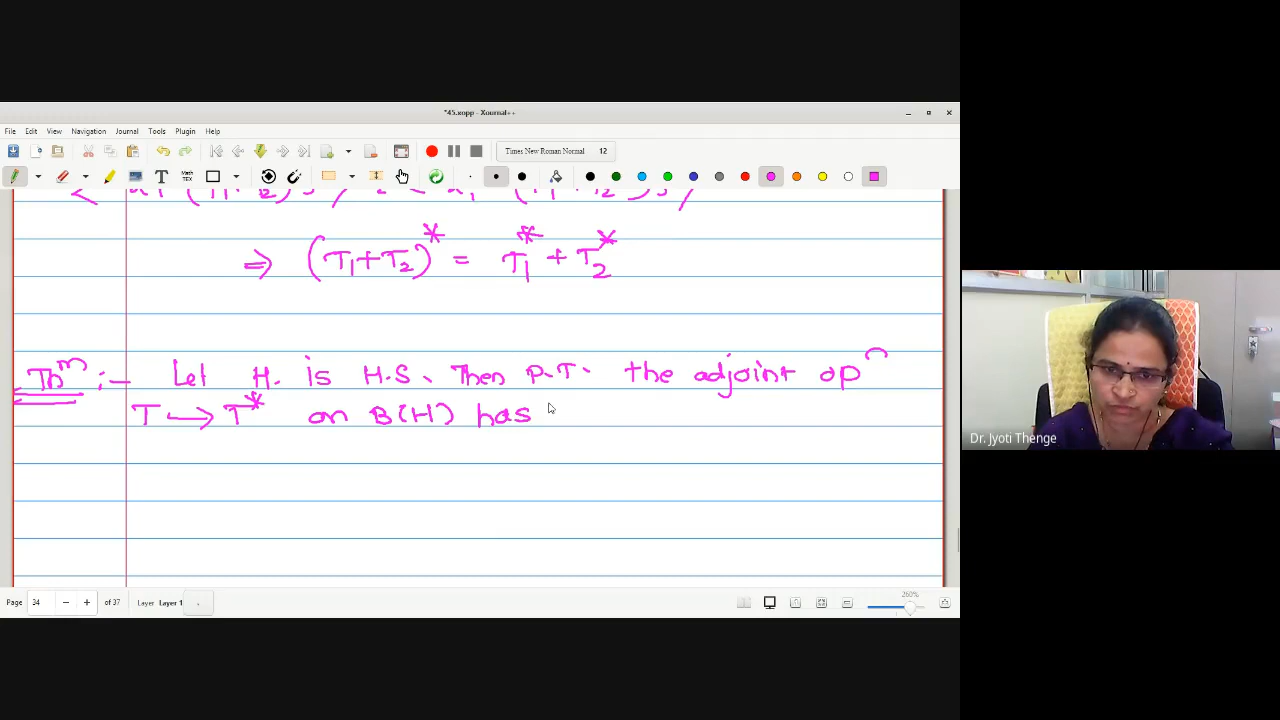 *45.xopp - Xournal++
File Edit View Navigation Journal Tools Plugin Help
Times New Roman Normal 12
⇒ (T₁+T₂)* = T₁* + T₂*
Thᵐ :- Let H. is H.S. Then P.T. the adjoint opⁿ
T → T* on B(H) has
Dr. Jyoti Thenge
Page 34 - + of 37 Layer Layer 1 260%